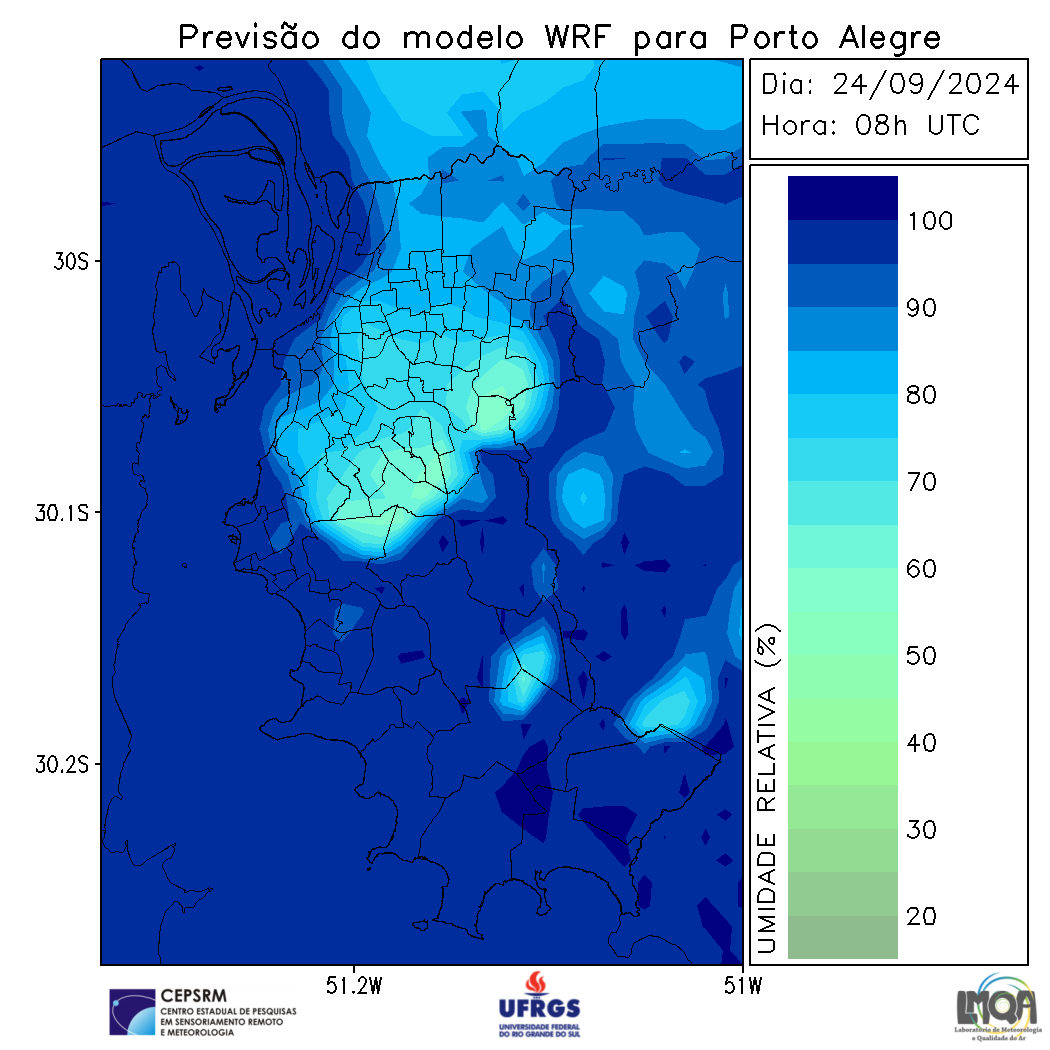 Previsão do modelo WRF para Porto Alegre
Dia: 24/09/2024
Hora: 08h UTC
30S
30.1S
30.2S
51.2W
51W
UMIDADE RELATIVA (%)
100
90
80
70
60
50
40
30
20
CEPSRM
CENTRO ESTADUAL DE PESQUISAS
EM SENSORIAMENTO REMOTO
E METEOROLOGIA
UFRGS
UNIVERSIDADE FEDERAL
DO RIO GRANDE DO SUL
LMQA
Laboratório de Meteorologia
e Qualidade do Ar